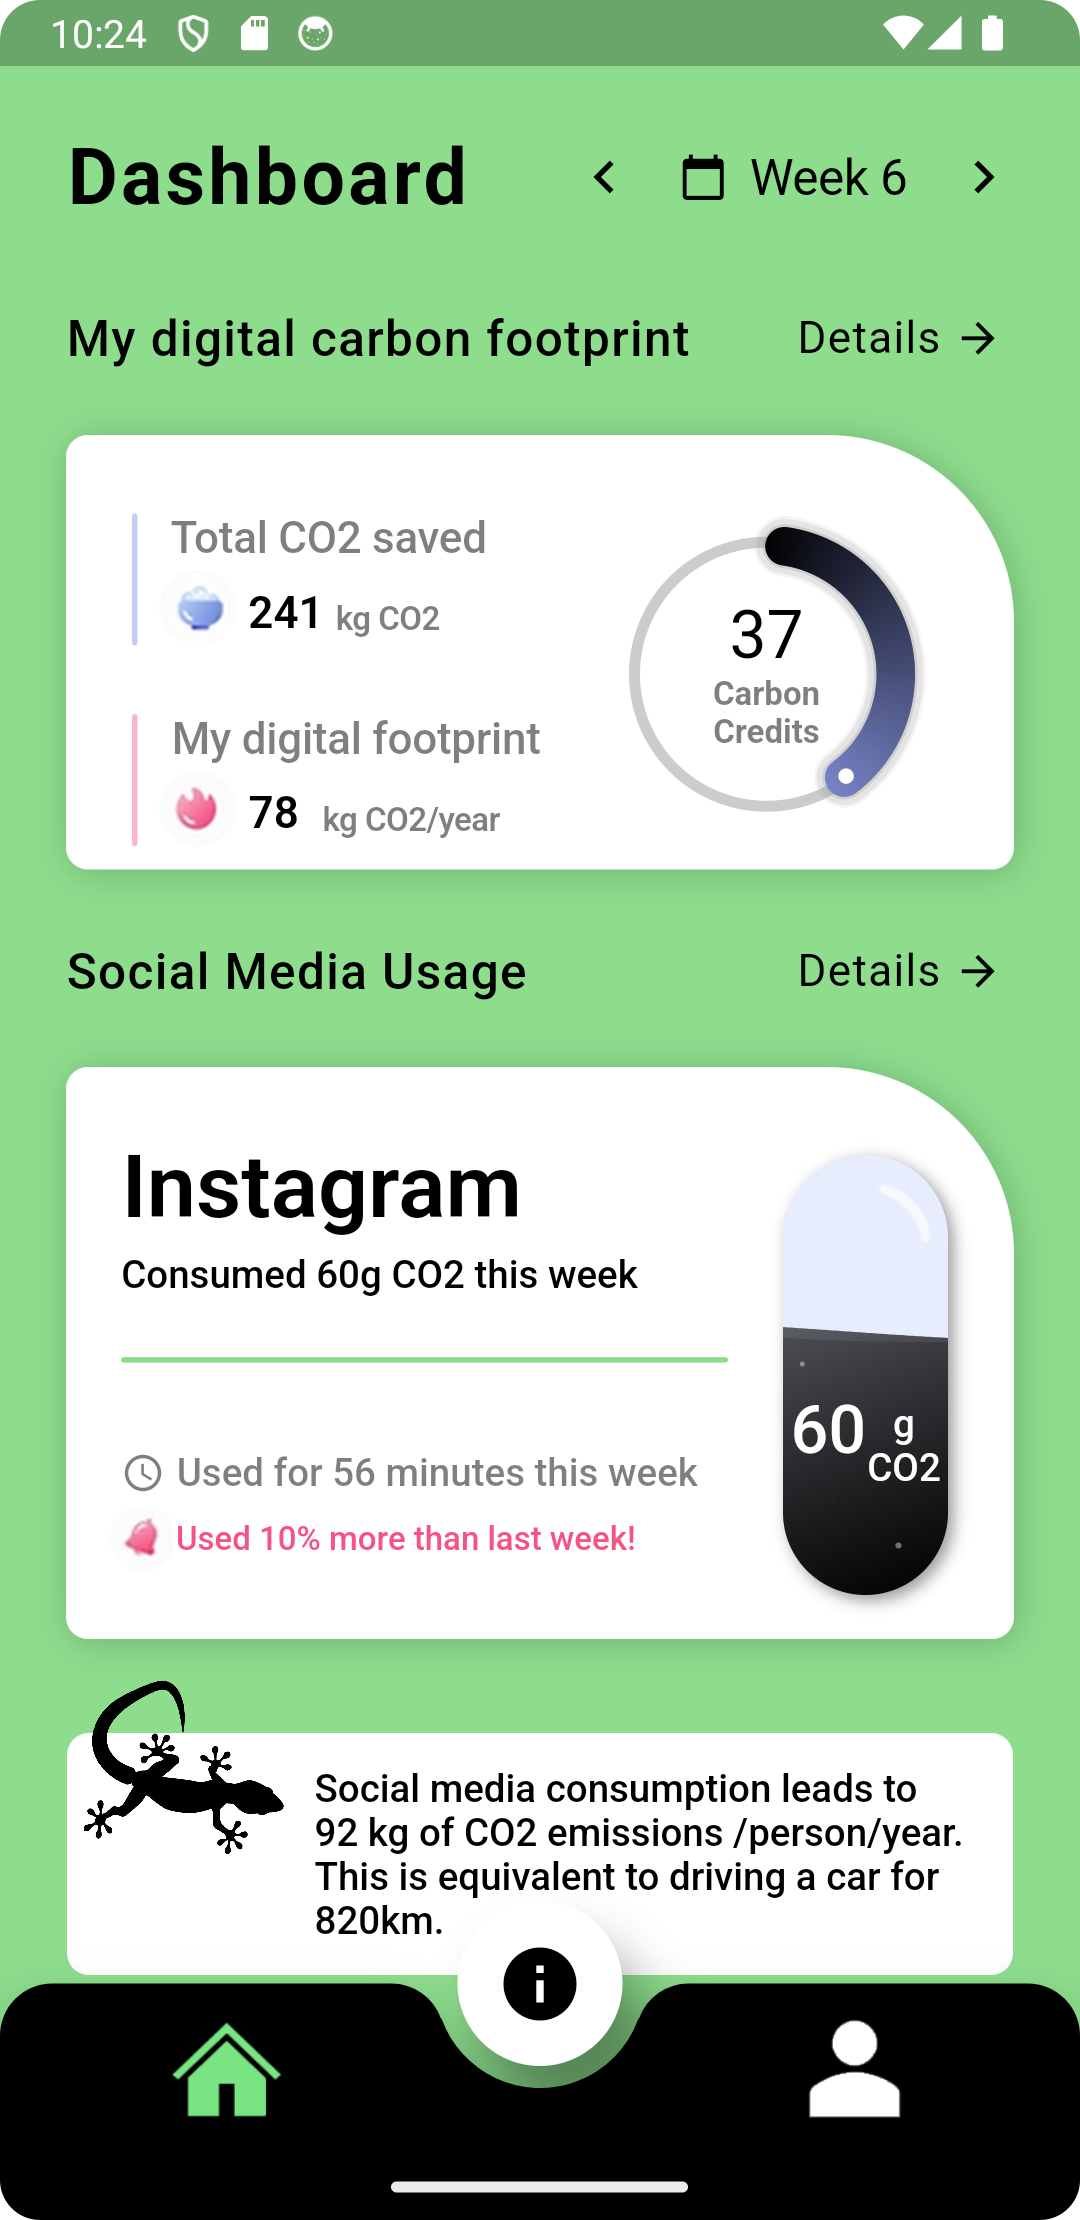 10:24
Dashboard
Week 6
My digital carbon footprint
Details
Total CO2 saved
241 kg CO2
My digital footprint
78 kg CO2/year
37
Carbon
Credits
Social Media Usage
Details
Instagram
Consumed 60g CO2 this week
Used for 56 minutes this week
Used 10% more than last week!
60 g
CO2
Social media consumption leads to
92 kg of CO2 emissions /person/year.
This is equivalent to driving a car for
820km.